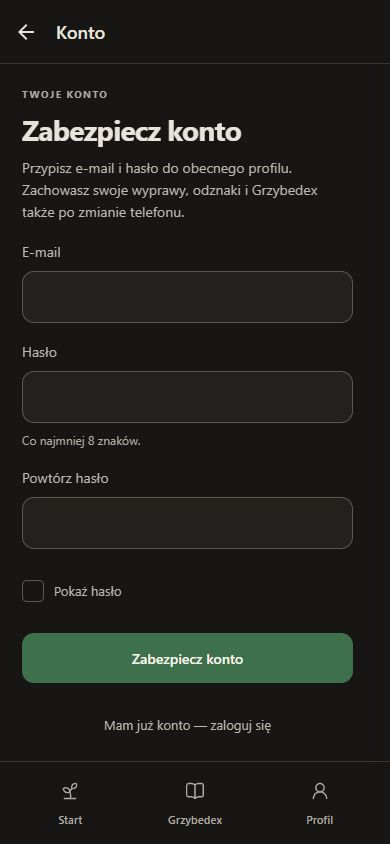 Konto
TWOJE KONTO
Zabezpiecz konto
Przypisz e-mail i hasło do obecnego profilu.
Zachowasz swoje wyprawy, odznaki i Grzybedex
także po zmianie telefonu.
E-mail
Hasło
Co najmniej 8 znaków.
Powtórz hasło
Pokaż hasło
Zabezpiecz konto
Mam już konto — zaloguj się
Start
Grzybedex
Profil